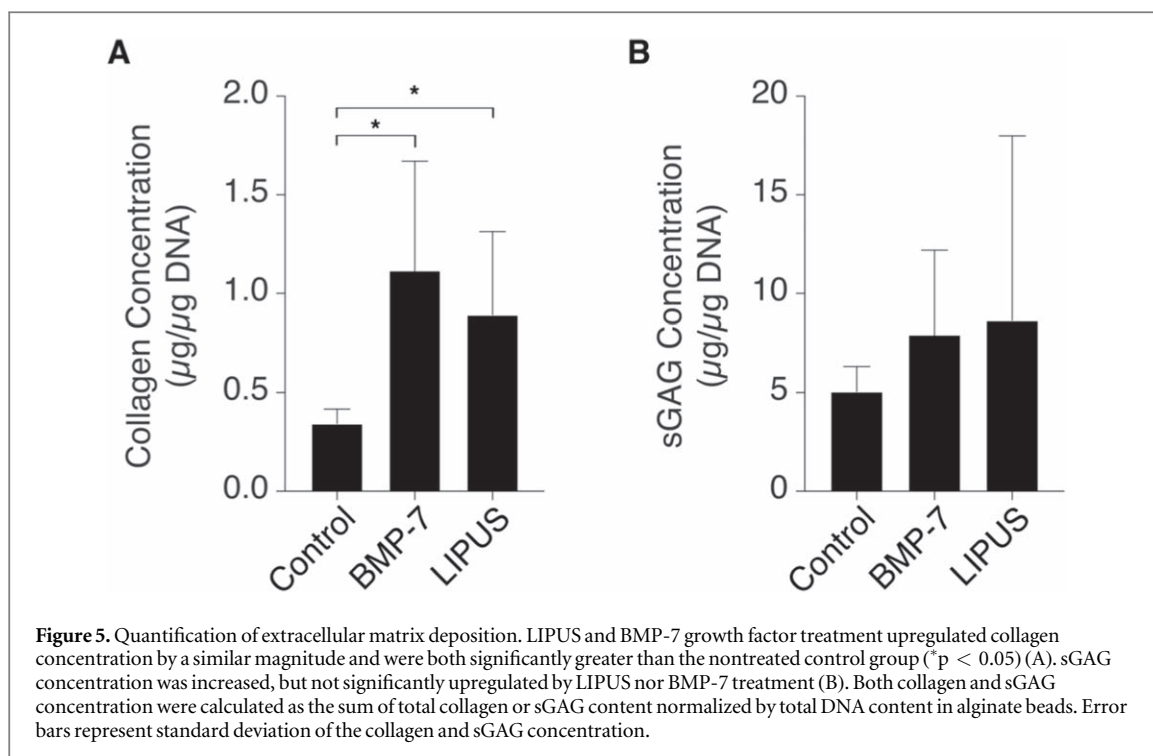 A
Collagen Concentration
(µg/µg DNA)
2.0
1.5
1.0
0.5
0.0
*
*
Control
BMP-7
LIPUS
B
sGAG Concentration
(µg/µg DNA)
20
15
10
5
0
Control
BMP-7
LIPUS
Figure 5. Quantification of extracellular matrix deposition. LIPUS and BMP-7 growth factor treatment upregulated collagen
concentration by a similar magnitude and were both significantly greater than the nontreated control group (*p < 0.05) (A). sGAG
concentration was increased, but not significantly upregulated by LIPUS nor BMP-7 treatment (B). Both collagen and sGAG
concentration were calculated as the sum of total collagen or sGAG content normalized by total DNA content in alginate beads. Error
bars represent standard deviation of the collagen and sGAG concentration.